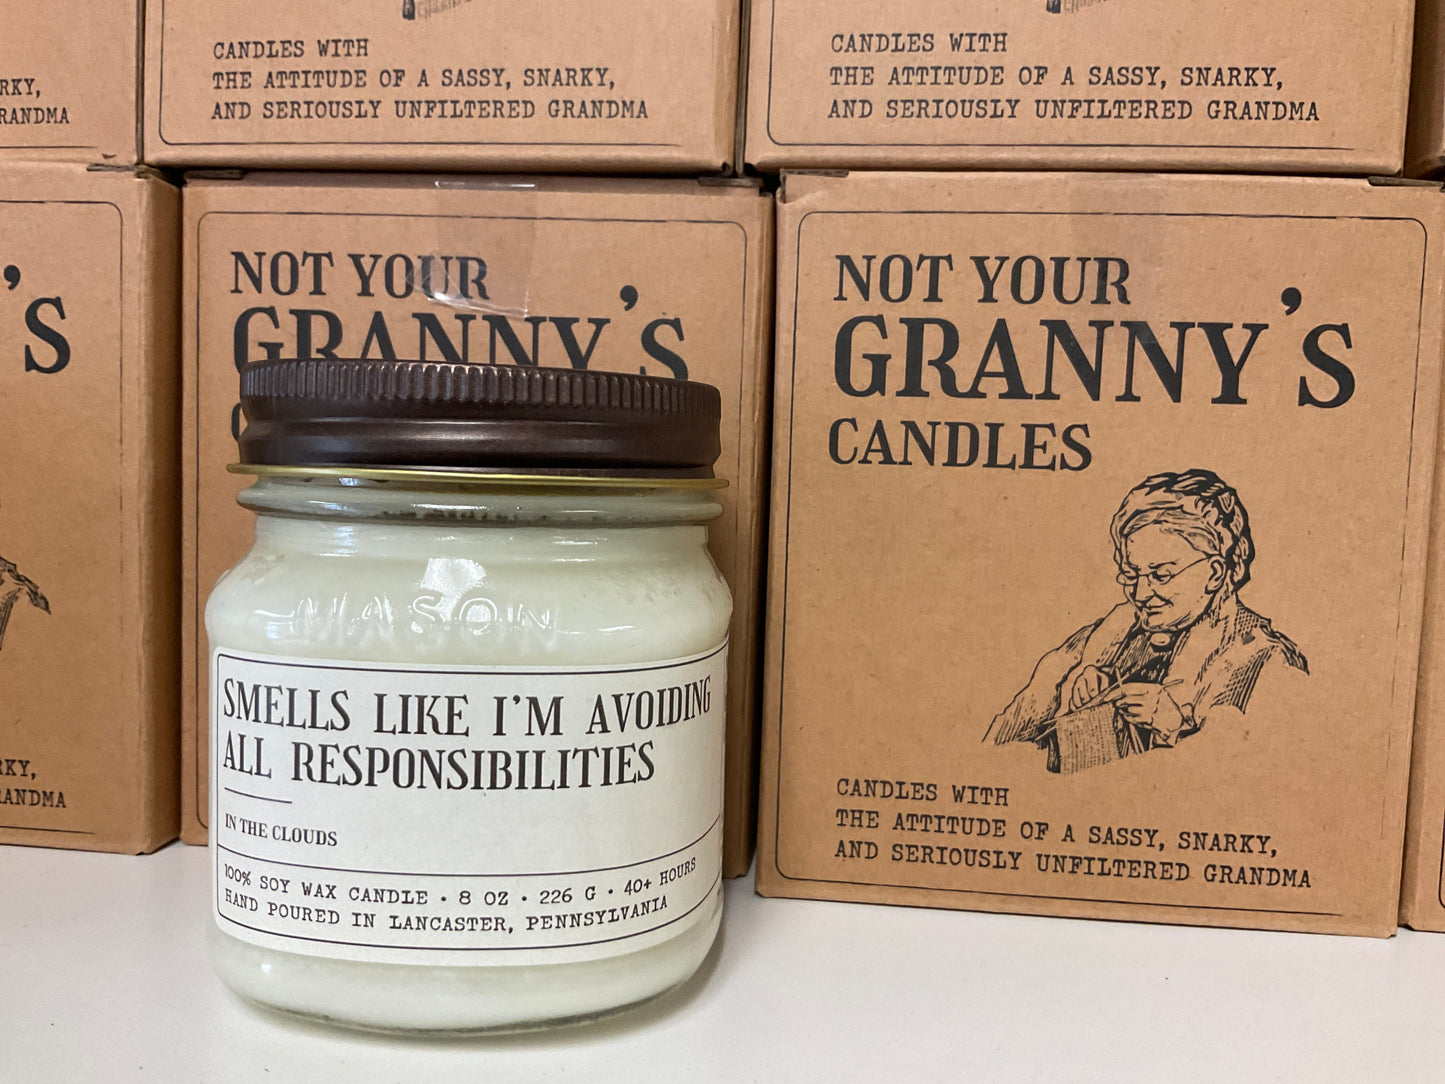 CANDLES WITH
THE ATTITUDE OF A SASSY, SNARKY,
AND SERIOUSLY UNFILTERED GRANDMA
CANDLES WITH
THE ATTITUDE OF A SASSY, SNARKY,
AND SERIOUSLY UNFILTERED GRANDMA
NOT YOUR
GRANNY'S
NOT YOUR
GRANNY'S
CANDLES
CANDLES WITH
THE ATTITUDE OF A SASSY, SNARKY,
AND SERIOUSLY UNFILTERED GRANDMA
MASON
SMELLS LIKE I'M AVOIDING
ALL RESPONSIBILITIES
IN THE CLOUDS
100% SOY WAX CANDLE • 8 OZ • 226 G • 40+ HOURS
HAND POURED IN LANCASTER, PENNSYLVANIA